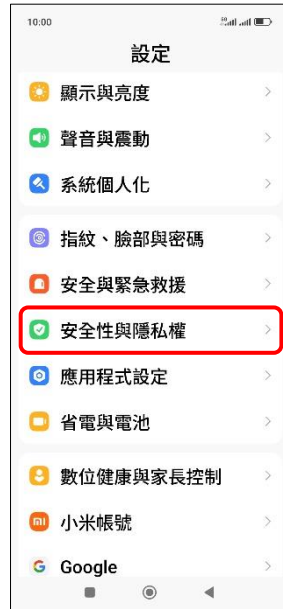 10:00
設定
顯示與亮度
聲音與震動
系統個人化
指紋、臉部與密碼
安全與緊急救援
安全性與隱私權
應用程式設定
省電與電池
數位健康與家長控制
小米帳號
Google